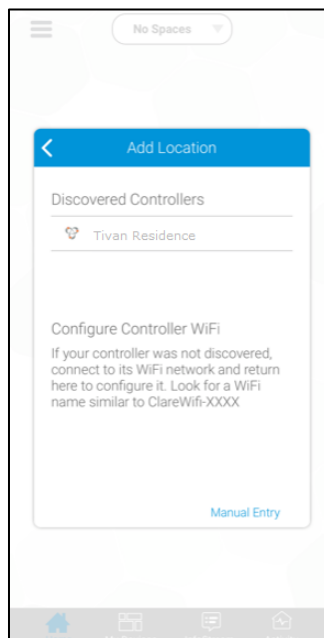 No Spaces
Add Location
Discovered Controllers
Tivan Residence
Configure Controller WiFi
If your controller was not discovered,
connect to its WiFi network and return
here to configure it. Look for a WiFi
name similar to ClareWifi-XXXX
Manual Entry